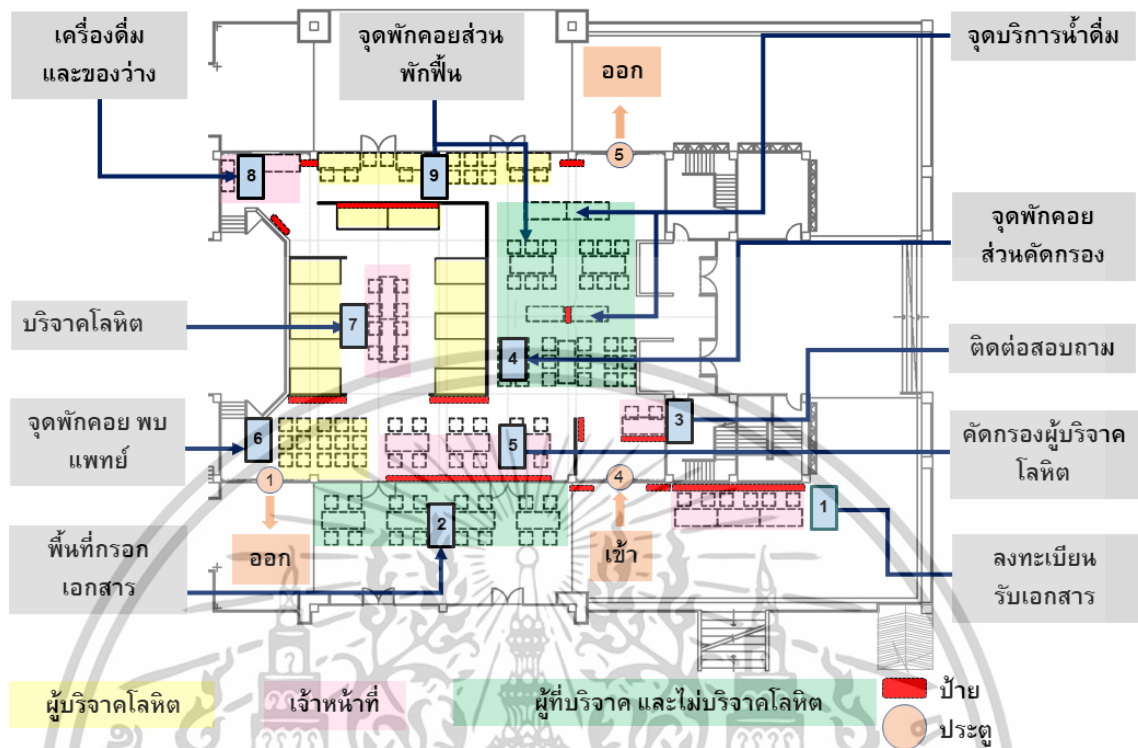 เครื่องดื่ม
และของว่าง
จุดพักคอยส่วน
พักฟื้น
ออก
จุดบริการน้ำดื่ม
5
8
9
จุดพักคอย
ส่วนคัดกรอง
บริจาคโลหิต
7
4
ติดต่อสอบถาม
จุดพักคอย พบ
แพทย์
6
5
3
คัดกรองผู้บริจาค
โลหิต
1
4
1
2
พื้นที่กรอก
เอกสาร
ออก
เข้า
ลงทะเบียน
รับเอกสาร
ผู้บริจาคโลหิต
เจ้าหน้าที่
ผู้ที่บริจาค และไม่บริจาคโลหิต
ป้าย
ประตู